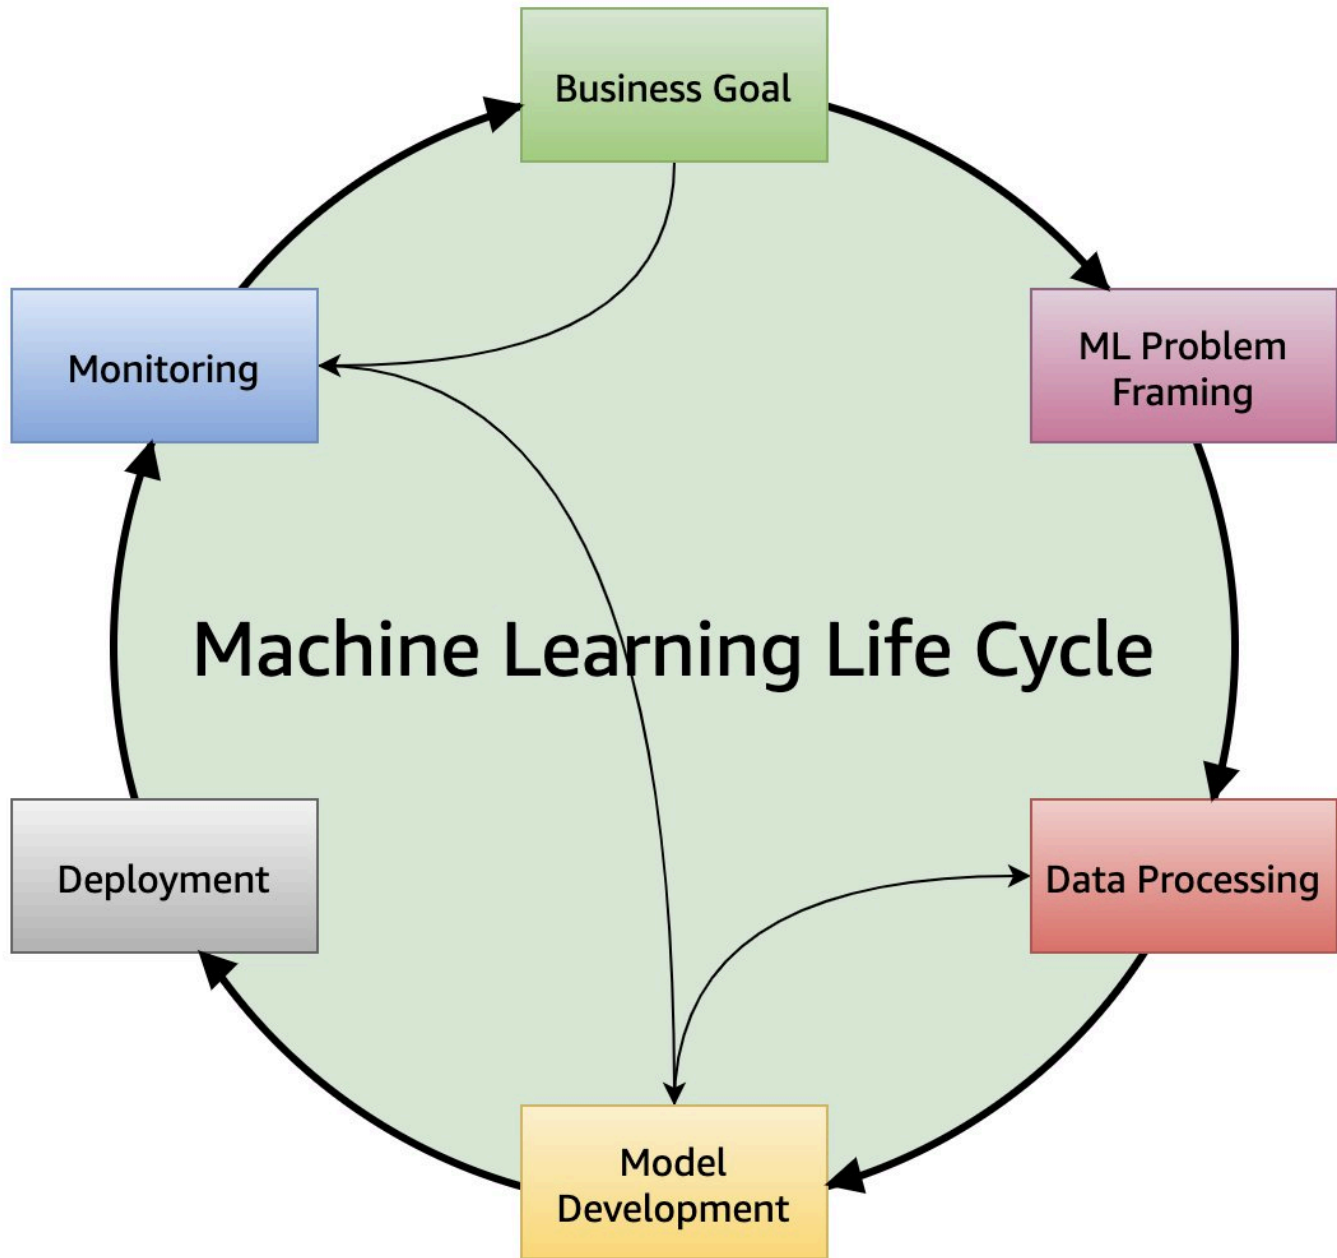 Business Goal
Monitoring
ML Problem
Framing
Machine Learning Life Cycle
Deployment
Data Processing
Model
Development